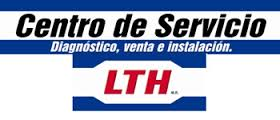 Centro de Servicio
Diagnóstico, venta e instalación.
LTH